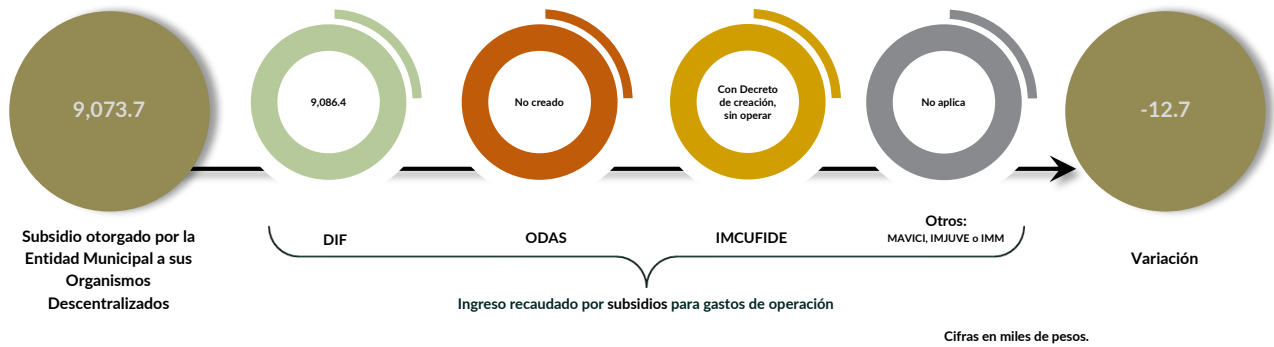 9,073.7
Subsidio otorgado por la
Entidad Municipal a sus
Organismos
Descentralizados
9,086.4
DIF
No creado
ODAS
Con Decreto
de creación,
sin operar
IMCUFIDE
No aplica
Otros:
MAVICI, IMJUVE o IMM
Ingreso recaudado por subsidios para gastos de operación
-12.7
Variación
Cifras en miles de pesos.